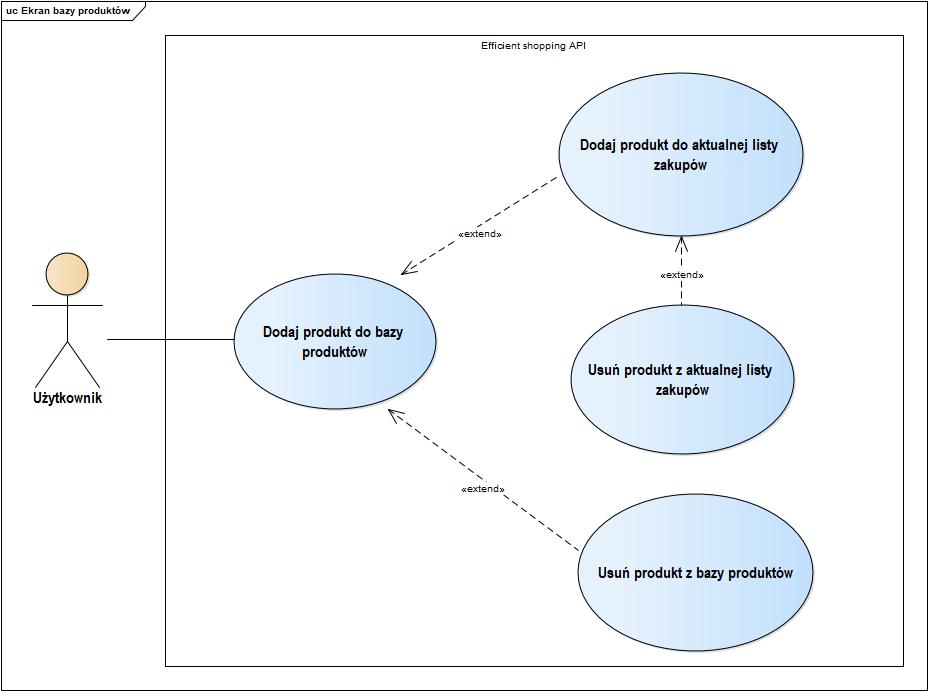 uc Ekran bazy produktów
Efficient shopping API
Dodaj produkt do aktualnej listy
zakupów
«extend»
«extend»
Dodaj produkt do bazy
produktów
Usuń produkt z aktualnej listy
zakupów
Użytkownik
«extend»
Usuń produkt z bazy produktów